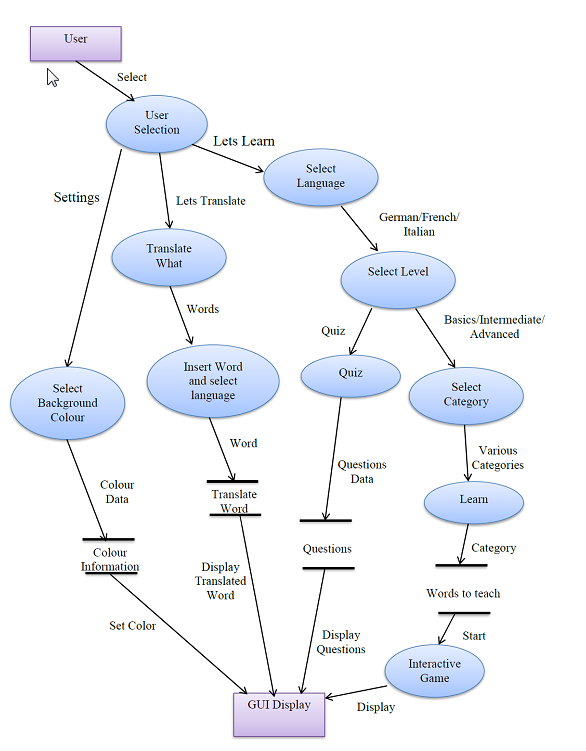 User
Select
User
Selection
Lets Learn
Select
Language
Settings
Lets Translate
German/French/
Italian
Translate
What
Select Level
Words
Quiz
Basics/Intermediate/
Advanced
Select
Background
Colour
Insert Word
and select
language
Quiz
Select
Category
Word
Various
Categories
Colour
Data
Questions
Data
Translate
Word
Learn
Colour
Information
Questions
Category
Display
Translated
Word
Words to teach
Set Color
Display
Questions
Start
Interactive
Game
GUI Display
Display